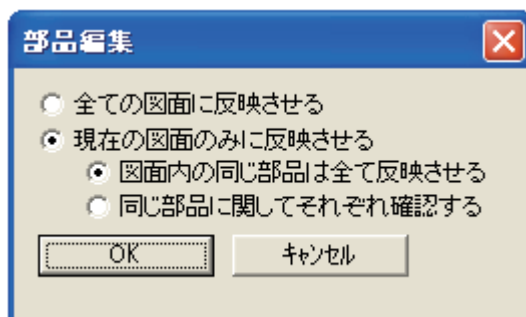 部品編集
全ての図面に反映させる
現在の図面のみに反映させる
図面内の同じ部品は全て反映させる
同じ部品に関してそれぞれ確認する
OK
ｷｬﾝｾﾙ